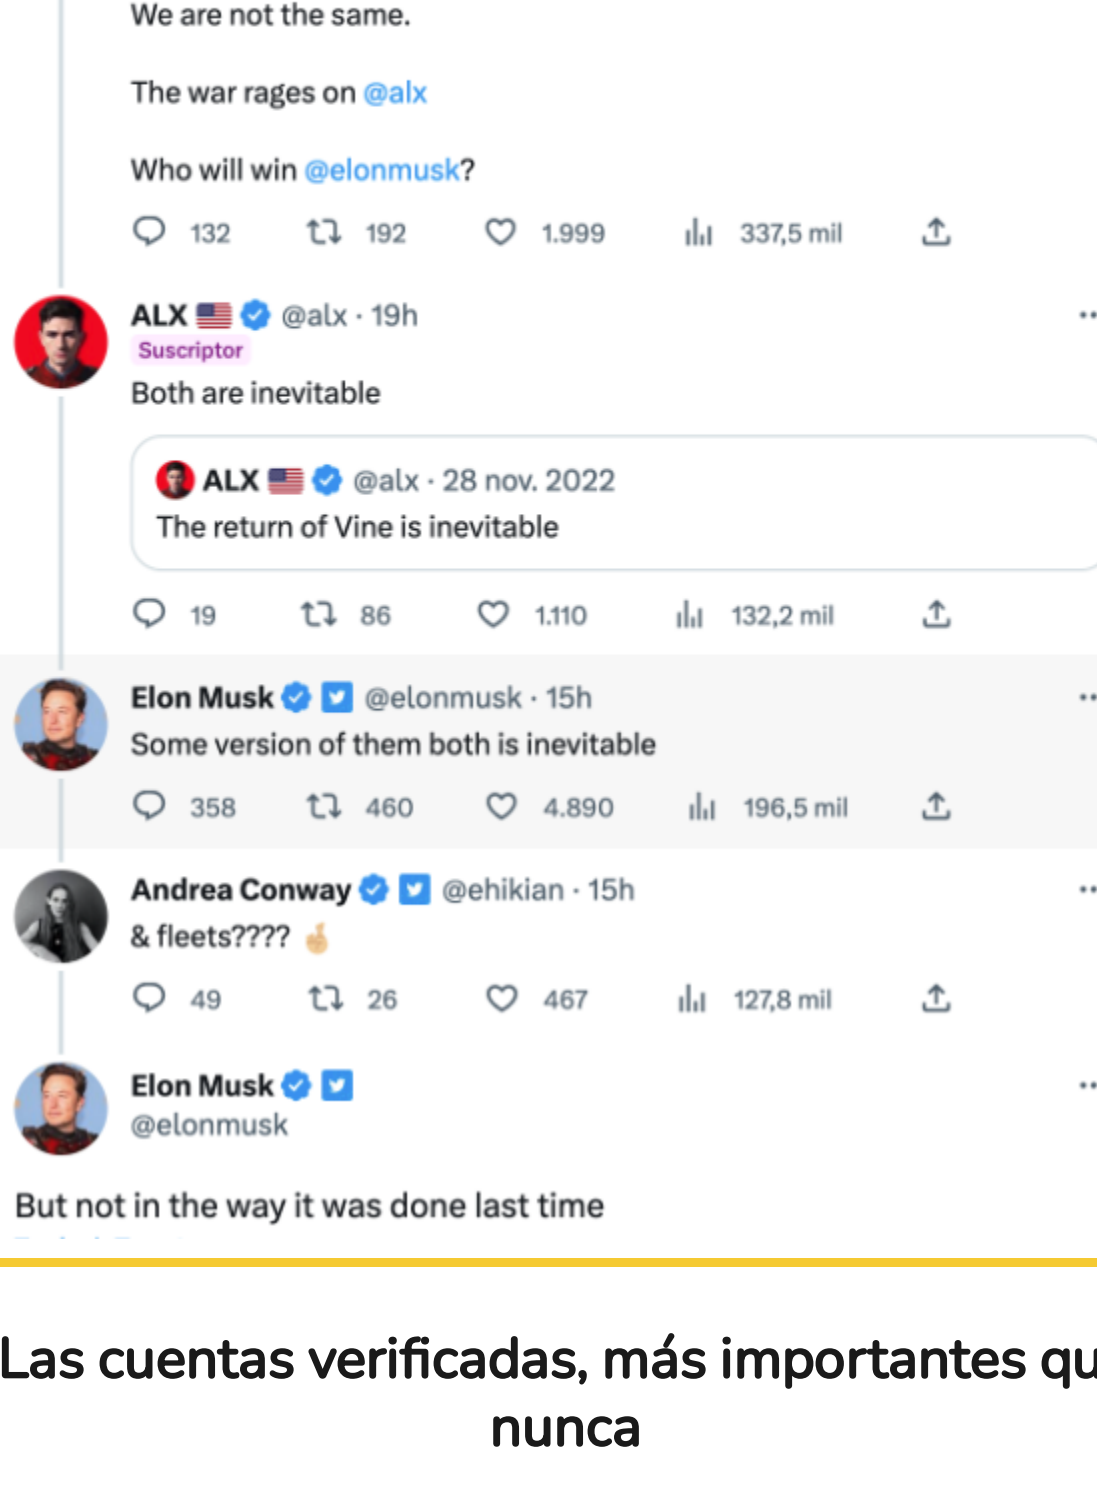 We are not the same.
The war rages on @alx
Who will win @elonmusk?
132 192 1.999 337,5 mil
ALX 🇺🇸 @alx · 19h
Suscriptor
Both are inevitable
ALX 🇺🇸 @alx · 28 nov. 2022
The return of Vine is inevitable
19 86 1.110 132,2 mil
Elon Musk @elonmusk · 15h
Some version of them both is inevitable
358 460 4.890 196,5 mil
Andrea Conway @ehikian · 15h
& fleets???? 🤞🏼
49 26 467 127,8 mil
Elon Musk
@elonmusk
But not in the way it was done last time
Las cuentas verificadas, más importantes qu
nunca